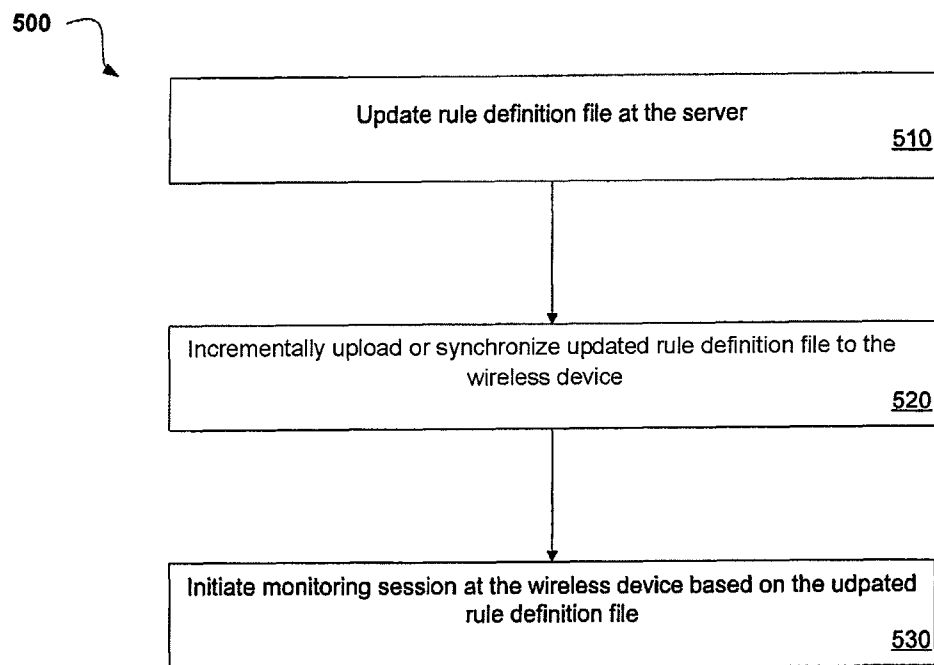 500
Update rule definition file at the server
510
Incrementally upload or synchronize updated rule definition file to the
wireless device
520
Initiate monitoring session at the wireless device based on the udpated
rule definition file
530